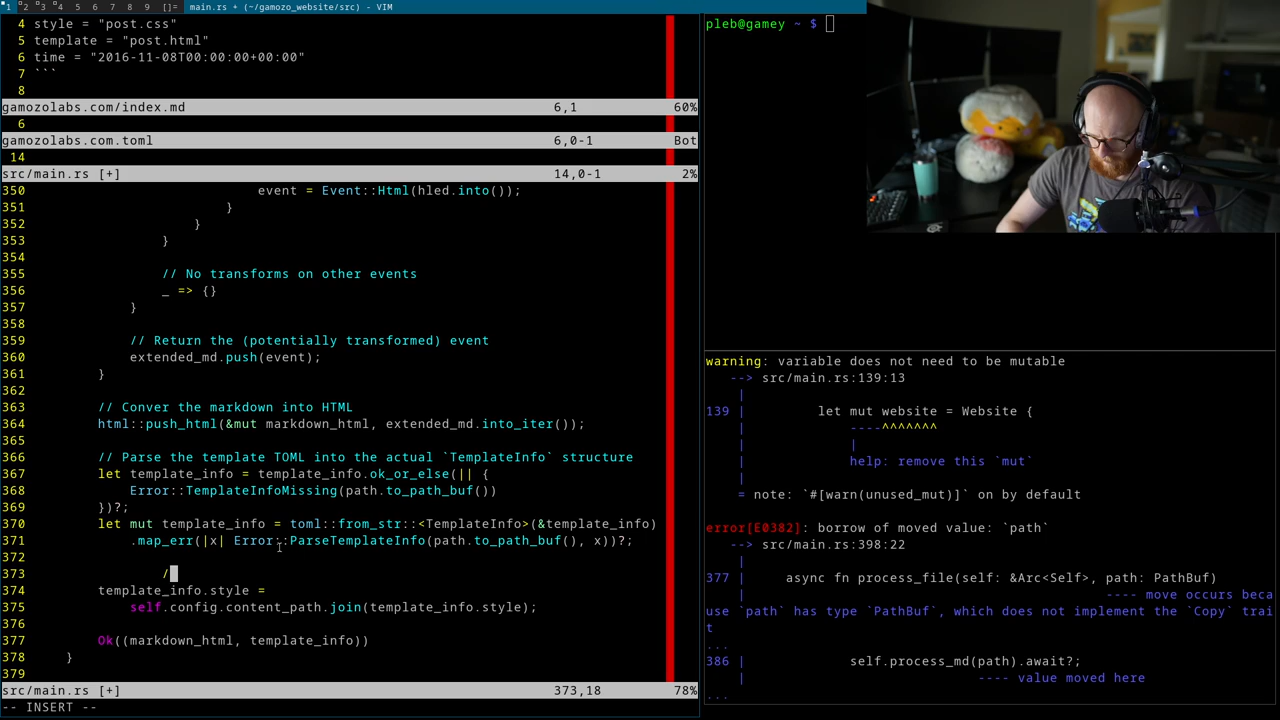 1 2 3 4 5 6 7 8 9 []= main.rs + (~/gamozo_website/src) - VIM
4 style = "post.css"
5 template = "post.html"
6 time = "2016-11-08T00:00:00+00:00"
7 ```
8
gamozolabs.com/index.md 6,1 60%
6
gamozolabs.com.toml 6,0-1 Bot
14
src/main.rs [+] 14,0-1 2%
350 event = Event::Html(hled.into());
351 }
352 }
353 }
354
355 // No transforms on other events
356 _ => {}
357 }
358
359 // Return the (potentially transformed) event
360 extended_md.push(event);
361 }
362
363 // Conver the markdown into HTML
364 html::push_html(&mut markdown_html, extended_md.into_iter());
365
366 // Parse the template TOML into the actual `TemplateInfo` structure
367 let template_info = template_info.ok_or_else(|| {
368 Error::TemplateInfoMissing(path.to_path_buf())
369 })?;
370 let mut template_info = toml::from_str::<TemplateInfo>(&template_info)
371 .map_err(|x| Error::ParseTemplateInfo(path.to_path_buf(), x))?;
372
373 /
374 template_info.style =
375 self.config.content_path.join(template_info.style);
376
377 Ok((markdown_html, template_info))
378 }
379
src/main.rs [+] 373,18 78%
-- INSERT --
pleb@gamey ~ $
warning: variable does not need to be mutable
--> src/main.rs:139:13
|
139 | let mut website = Website {
| ----^^^^^^^
| |
| help: remove this `mut`
|
= note: `#[warn(unused_mut)]` on by default
error[E0382]: borrow of moved value: `path`
--> src/main.rs:398:22
|
377 | async fn process_file(self: &Arc<Self>, path: PathBuf)
| ---- move occurs beca
use `path` has type `PathBuf`, which does not implement the `Copy` trai
t
...
386 | self.process_md(path).await?;
| ---- value moved here
...